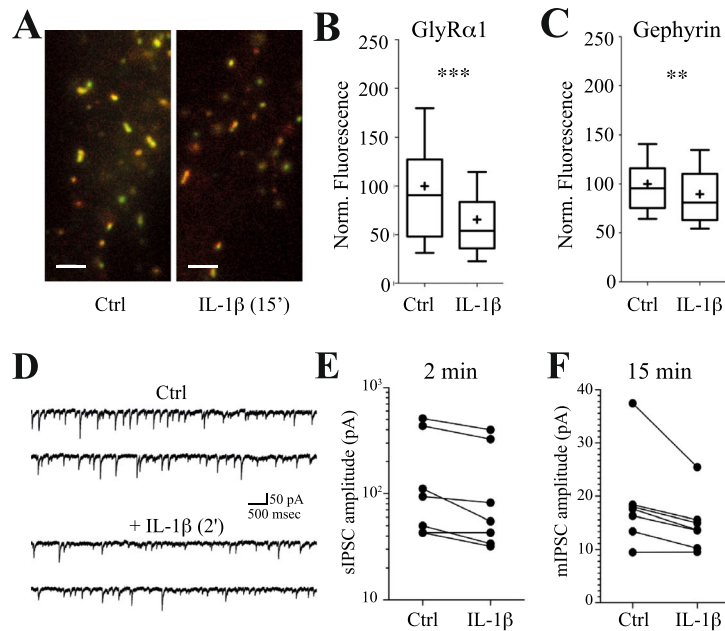 A
Ctrl
IL-1β (15’)
B
GlyRα1
***
Norm. Fluorescence
250
200
150
100
50
0
Ctrl
IL-1β
C
Gephyrin
**
Norm. Fluorescence
250
200
150
100
50
0
Ctrl
IL-1β
D
Ctrl
50 pA
500 msec
+ IL-1β (2')
E
2 min
sIPSC amplitude (pA)
10³
10²
10
Ctrl
IL-1β
F
15 min
mIPSC amplitude (pA)
40
30
20
10
0
Ctrl
IL-1β